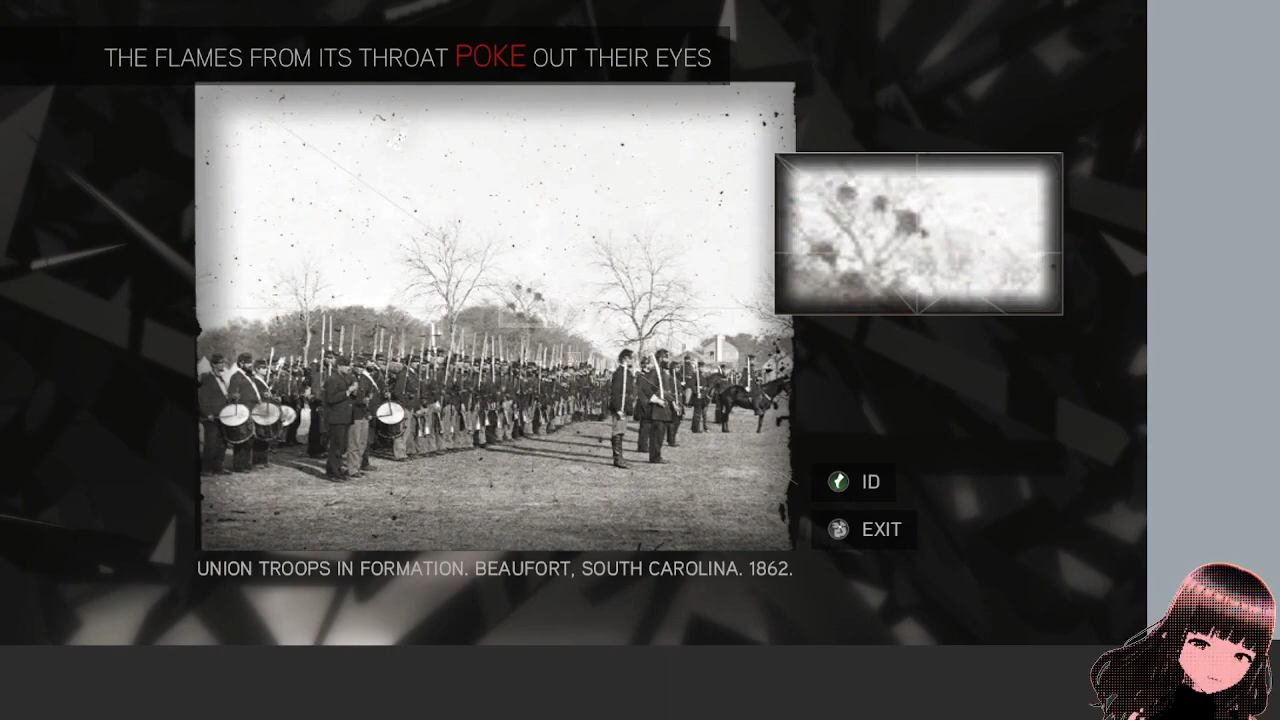 THE FLAMES FROM ITS THROAT POKE OUT THEIR EYES
ID
EXIT
UNION TROOPS IN FORMATION. BEAUFORT, SOUTH CAROLINA. 1862.